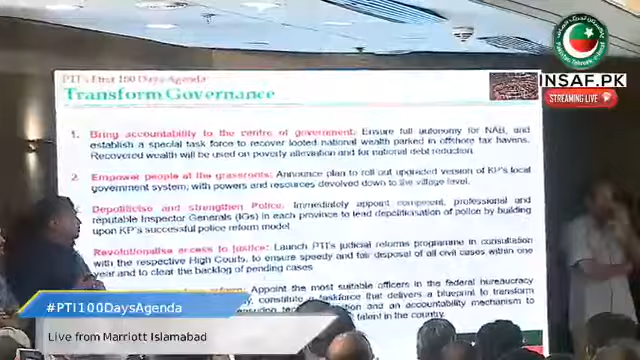 PTI's First 100 Days Agenda
Transform Governance
1. Bring accountability to the centre of government: Ensure full autonomy for NAB, and
establish a special task force to recover looted national wealth parked in offshore tax havens.
Recovered wealth will be used on poverty alleviation and for national debt reduction.
2. Empower people at the grassroots: Announce plan to roll out upgraded version of KP's local
government system; with powers and resources devolved down to the village level.
Depoliticise and strengthen Police: Immediately appoint competent, professional and
reputable Inspector Generals (IGs) in each province to lead depoliticisation of police by building
upon KP's successful police reform model
Revolutionise access to justice: Launch PTI's judicial reforms programme in consultation
with the respective High Courts, to ensure speedy and fair disposal of all civil cases within one
year and to clear the backlog of pending cases
Appoint the most suitable officers in the federal bureaucracy
constitute a taskforce that delivers a blueprint to transform
and an accountability mechanism to
talent in the country.
INSAF.PK
STREAMING LIVE
#PTI100DaysAgenda
Live from Marriott Islamabad